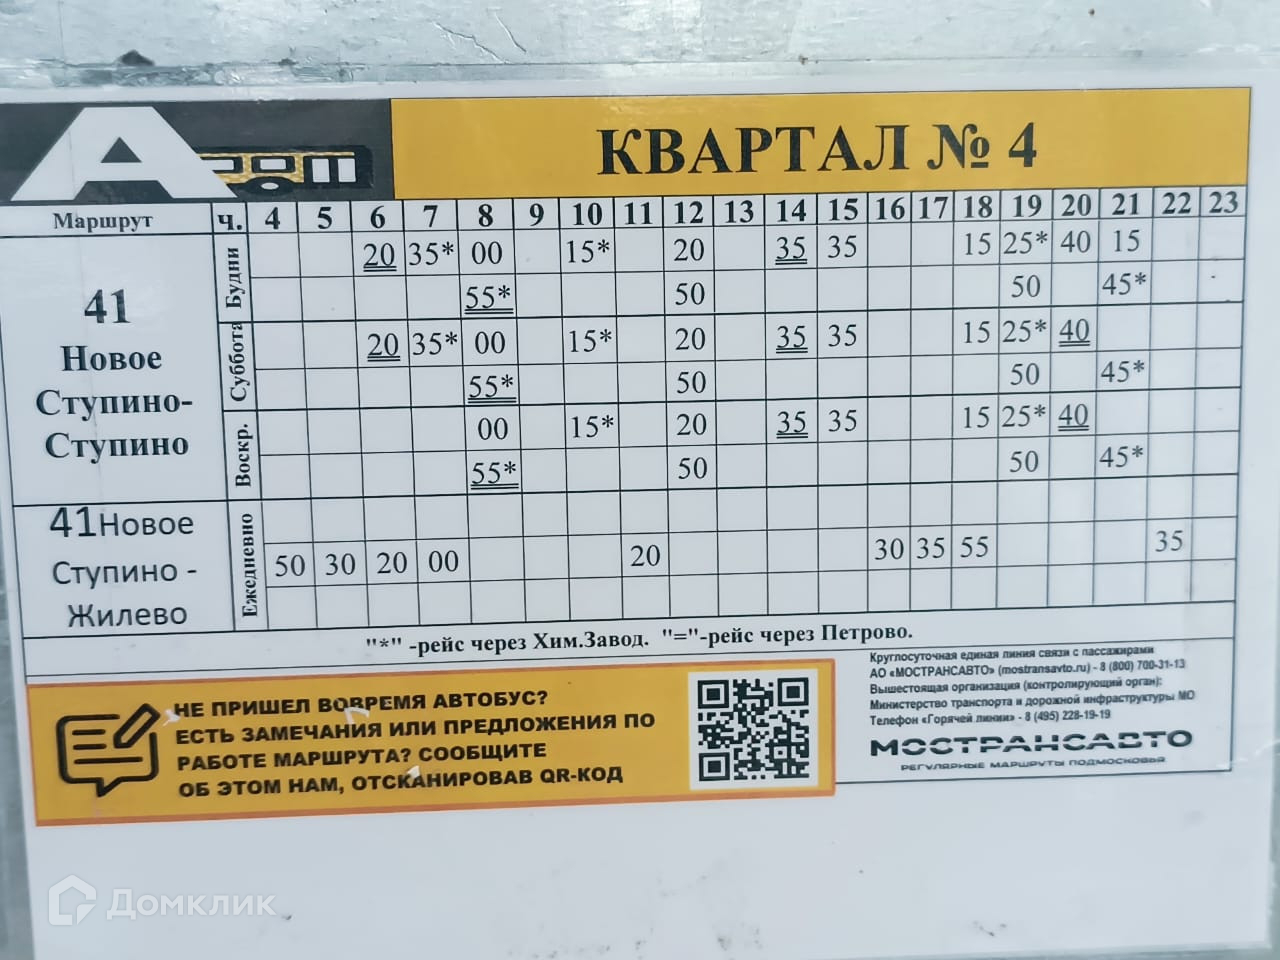 А
КВАРТАЛ № 4
Маршрут ч. 4 5 6 7 8 9 10 11 12 13 14 15 16 17 18 19 20 21 22 23
41
Новое
Ступино-
Ступино
Будни
20 35* 00 15* 20 35 35 15 25* 40 15
55* 50 50 45*
Суббота
20 35* 00 15* 20 35 35 15 25* 40
55* 50 50 45*
Воскр.
00 15* 20 35 35 15 25* 40
55* 50 50 45*
41Новое
Ступино -
Жилево
Ежедневно
50 30 20 00 20 30 35 55 35
"*" -рейс через Хим.Завод. "="-рейс через Петрово.
НЕ ПРИШЕЛ ВОВРЕМЯ АВТОБУС?
ЕСТЬ ЗАМЕЧАНИЯ ИЛИ ПРЕДЛОЖЕНИЯ ПО
РАБОТЕ МАРШРУТА? СООБЩИТЕ
ОБ ЭТОМ НАМ, ОТСКАНИРОВАВ QR-КОД
Круглосуточная единая линия связи с пассажирами
АО «МОСТРАНСАВТО» (mostransavto.ru) - 8 (800) 700-31-13
Вышестоящая организация (контролирующий орган):
Министерство транспорта и дорожной инфраструктуры МО
Телефон «Горячей линии» - 8 (495) 228-19-19
МОСТРАНСАВТО
РЕГУЛЯРНЫЕ МАРШРУТЫ ПОДМОСКОВЬЯ
Домклик